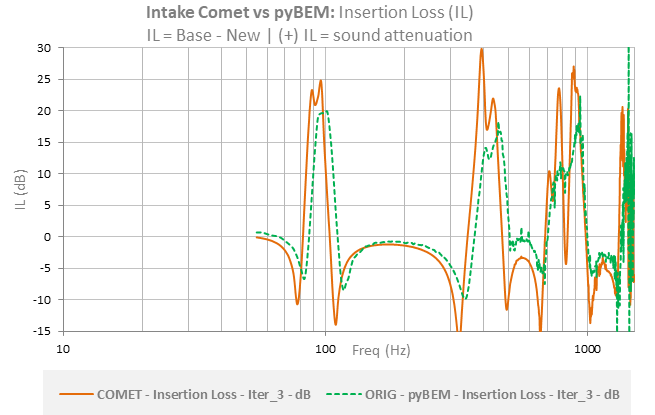 Intake Comet vs pyBEM: Insertion Loss (IL)
IL = Base - New | (+) IL = sound attenuation
30
25
20
15
10
5
0
-5
-10
-15
IL (dB)
10
100
1000
Freq (Hz)
COMET - Insertion Loss - Iter_3 - dB
ORIG - pyBEM - Insertion Loss - Iter_3 - dB